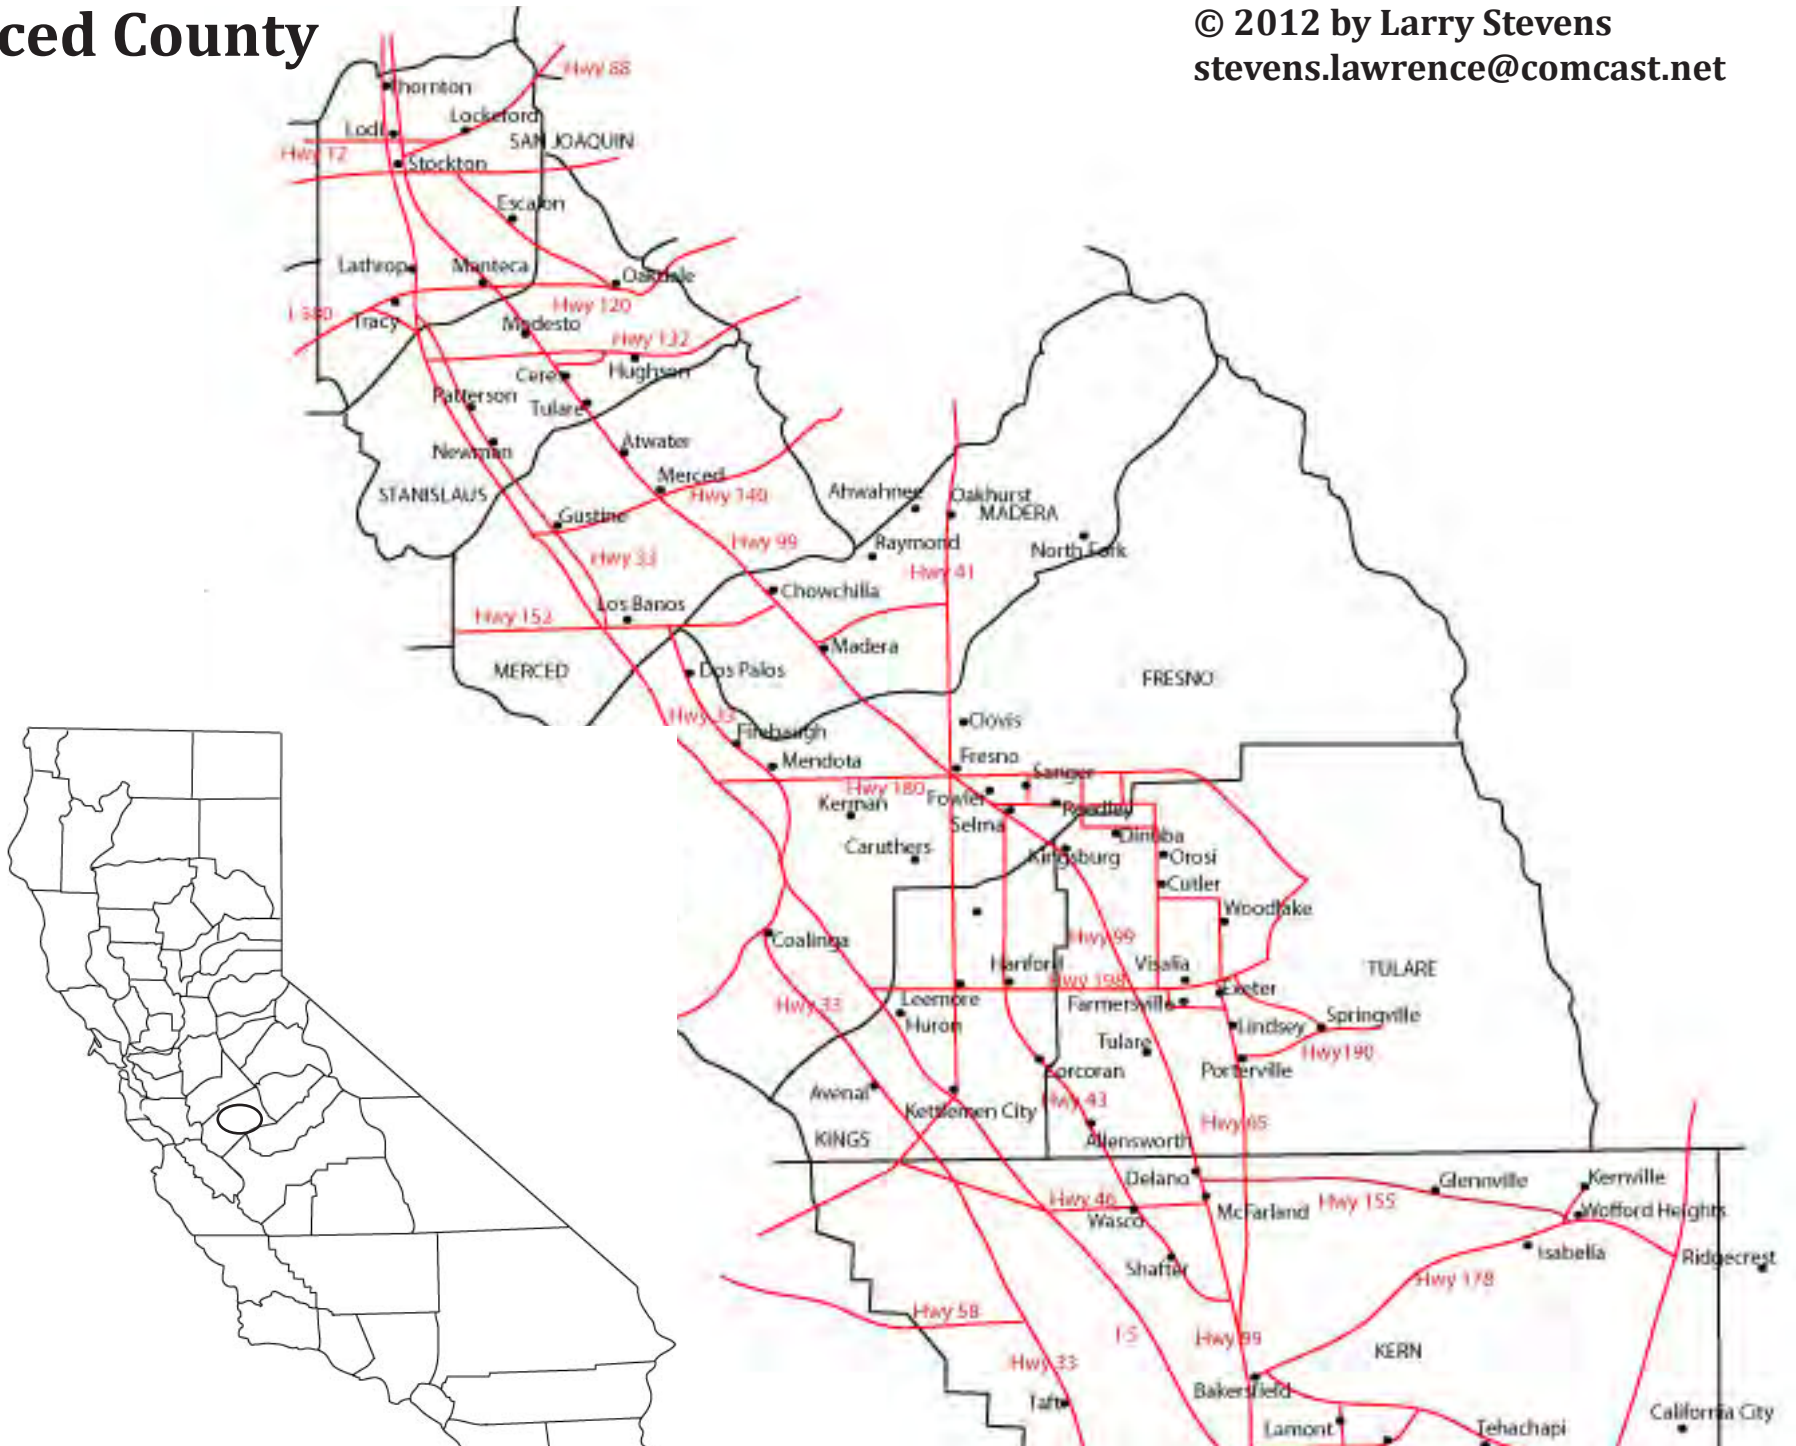 ced County
© 2012 by Larry Stevens
stevens.lawrence@comcast.net
Hwy 88
Thornton
Lockeford
Lodi
SAN JOAQUIN
Hwy 12
Stockton
Escalon
Lathrop
Manteca
Oakdale
Hwy 120
Tracy
Modesto
Hwy 132
Ceres
Hughson
Patterson
Tulare
Newman
Atwater
Merced
STANISLAUS
Hwy 140
Ahwahnee
Oakhurst
MADERA
Gustine
Hwy 99
Raymond
North Fork
Hwy 33
Hwy 41
Chowchilla
Los Banos
Hwy 152
Madera
MERCED
Dos Palos
FRESNO
Hwy 33
Clovis
Firebaugh
Mendota
Fresno
Sanger
Hwy 180
Kerman
Fowler
Reedley
Selma
Dinuba
Caruthers
Kingsburg
Orosi
Cutler
Woodlake
Coalinga
Hwy 99
Hanford
Visalia
TULARE
Hwy 198
Exeter
Leemore
Farmersville
Hwy 33
Huron
Lindsey
Springville
Tulare
Hwy190
Corcoran
Porterville
Avenal
Kettlemen City
Hwy 43
Hwy 65
KINGS
Allensworth
Delano
Glennville
Kernville
Hwy 46
Hwy 155
Wasco
McFarland
Wofford Heights
Isabella
Ridgecrest
Shafter
Hwy 178
Hwy 58
I-5
Hwy 99
KERN
Hwy 33
Bakersfield
Taft
Lamont
Tehachapi
California City